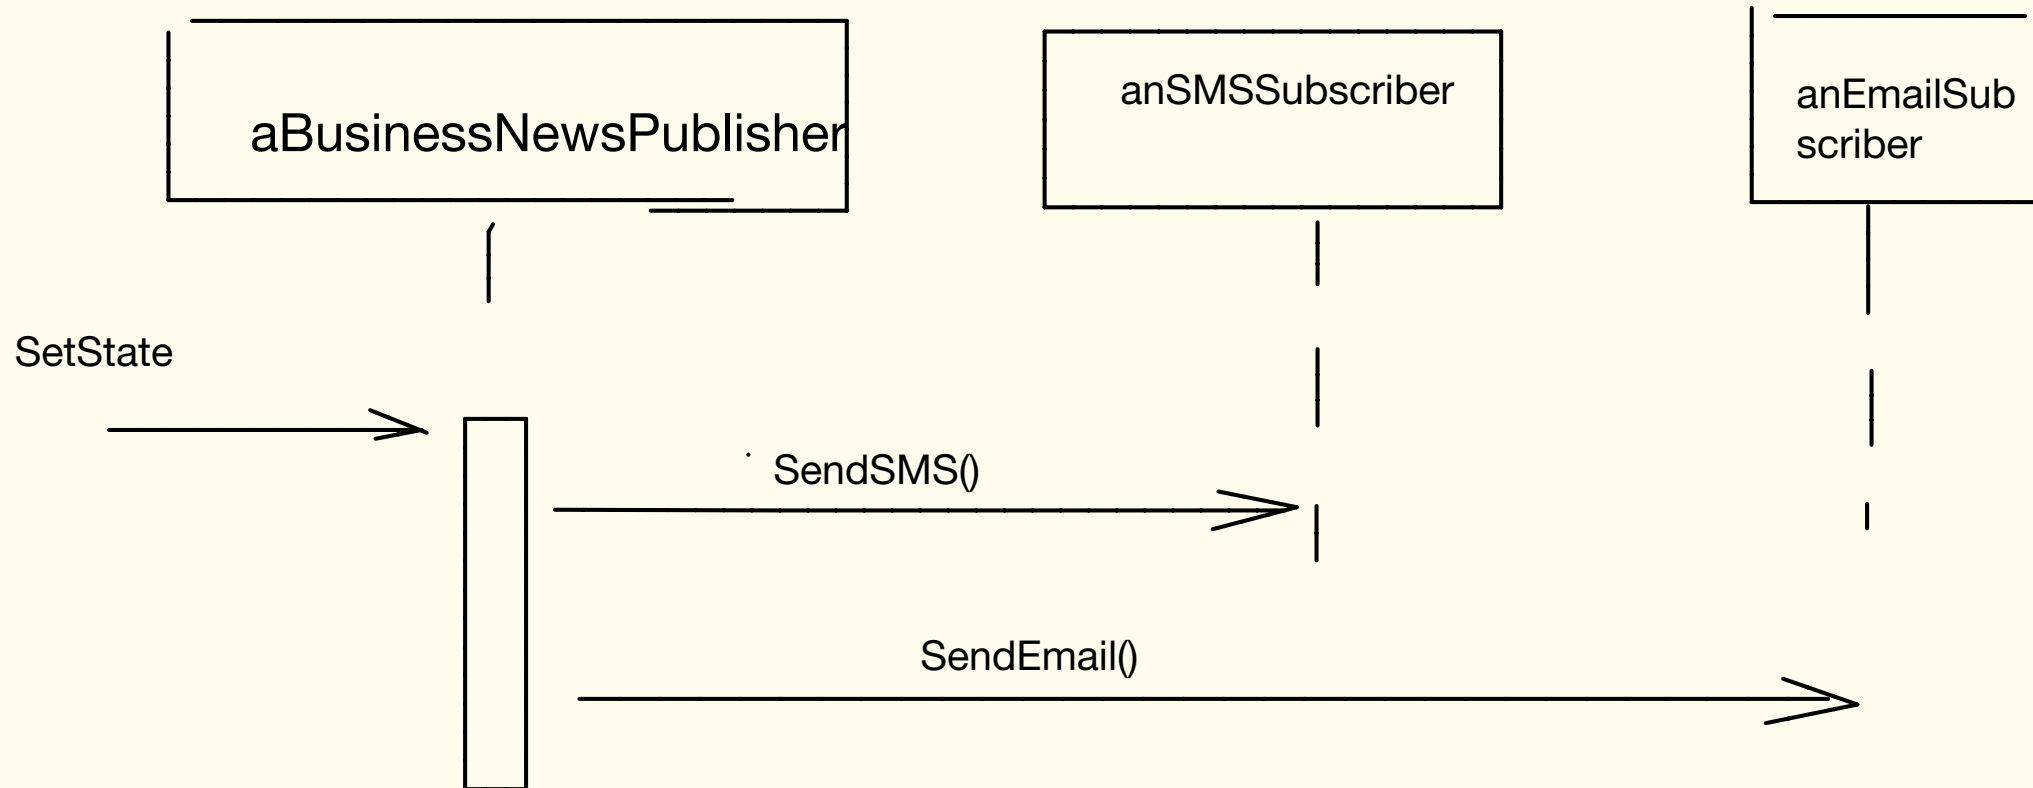 aBusinessNewsPublisher
anSMSSubscriber
anEmailSub
scriber
SetState
SendSMS()
SendEmail()